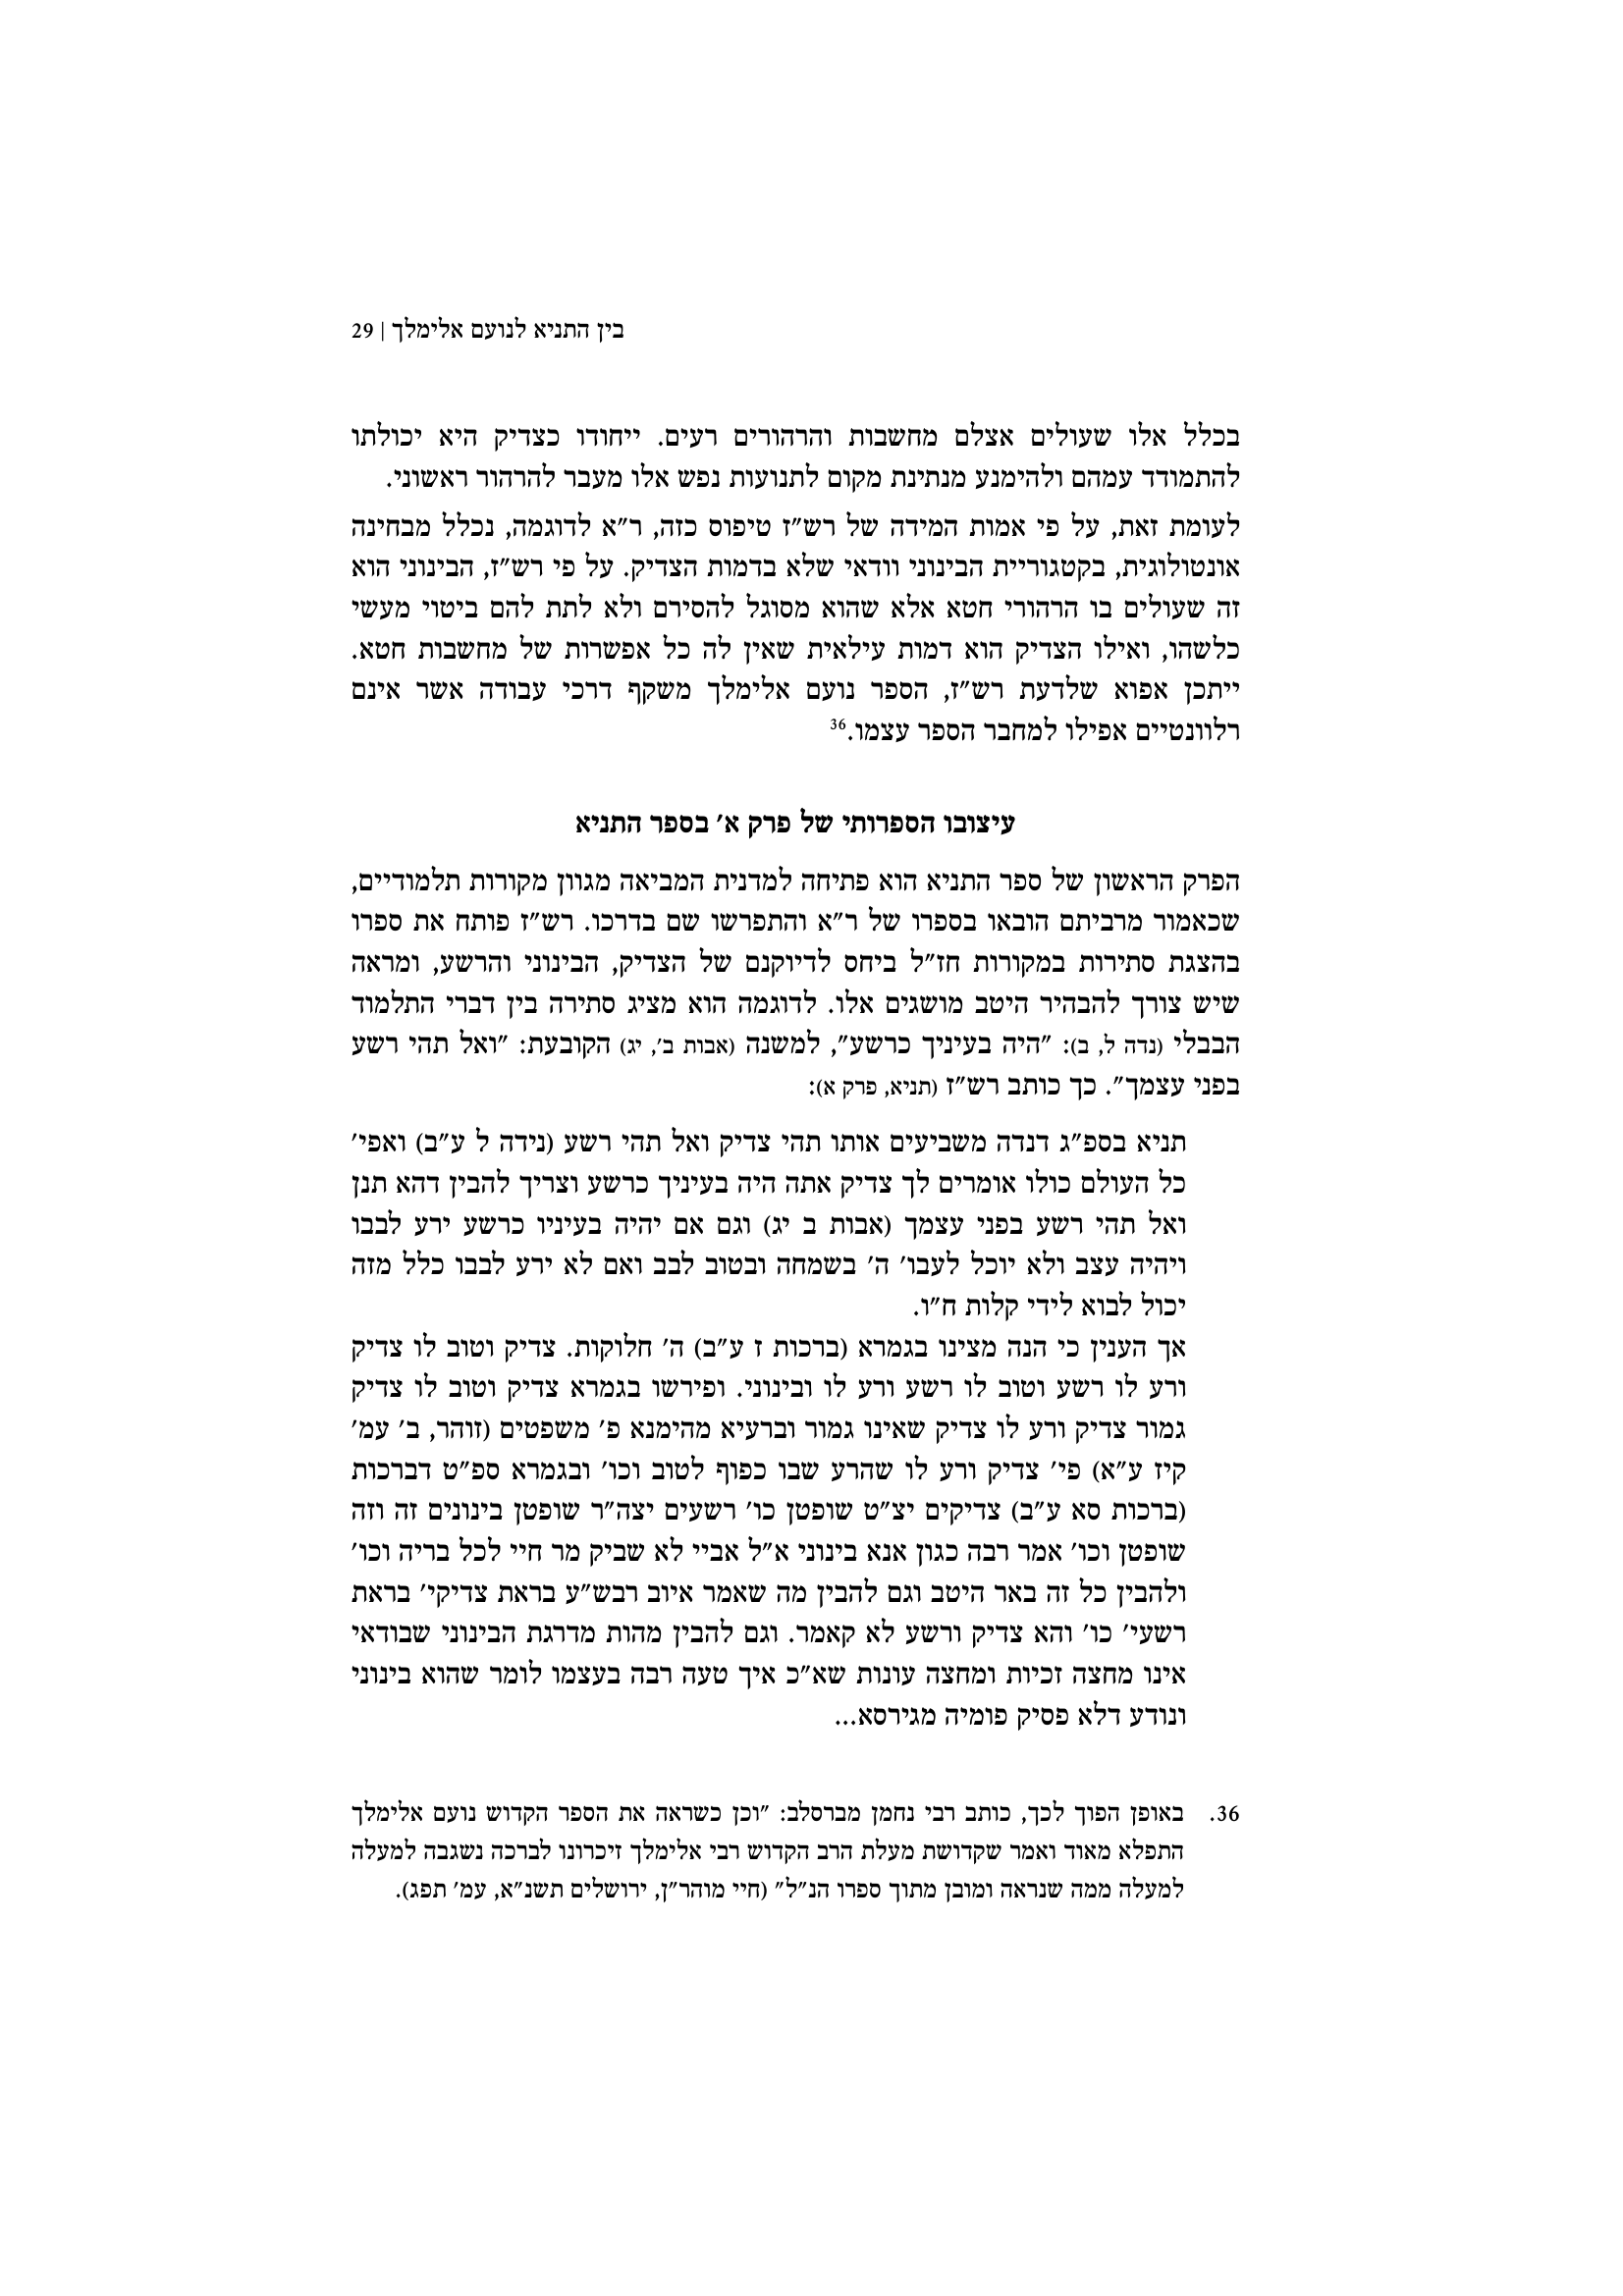 בין התניא לנועם אלימלך | 29
בכלל אלו שעולים אצלם מחשבות והרהורים רעים. ייחודו כצדיק היא יכולתו
להתמודד עמהם ולהימנע מנתינת מקום לתנועות נפש אלו מעבר להרהור ראשוני.
לעומת זאת, על פי אמות המידה של רש״ז טיפוס כזה, ר״א לדוגמה, נכלל מבחינה
אונטולוגית, בקטגוריית הבינוני וודאי שלא בדמות הצדיק. על פי רש״ז, הבינוני הוא
זה שעולים בו הרהורי חטא אלא שהוא מסוגל להסירם ולא לתת להם ביטוי מעשי
כלשהו, ואילו הצדיק הוא דמות עילאית שאין לה כל אפשרות של מחשבות חטא.
ייתכן אפוא שלדעת רש״ז, הספר נועם אלימלך משקף דרכי עבודה אשר אינם
רלוונטיים אפילו למחבר הספר עצמו.36
עיצובו הספרותי של פרק א׳ בספר התניא
הפרק הראשון של ספר התניא הוא פתיחה למדנית המביאה מגוון מקורות תלמודיים,
שכאמור מרביתם הובאו בספרו של ר״א והתפרשו שם בדרכו. רש״ז פותח את ספרו
בהצגת סתירות במקורות חז״ל ביחס לדיוקנם של הצדיק, הבינוני והרשע, ומראה
שיש צורך להבהיר היטב מושגים אלו. לדוגמה הוא מציג סתירה בין דברי התלמוד
הבבלי (נדה ל, ב): ״היה בעיניך כרשע״, למשנה (אבות ב׳, יג) הקובעת: ״ואל תהי רשע
בפני עצמך״. כך כותב רש״ז (תניא, פרק א):
תניא בספ״ג דנדה משביעים אותו תהי צדיק ואל תהי רשע (נידה ל ע״ב) ואפי׳
כל העולם כולו אומרים לך צדיק אתה היה בעיניך כרשע וצריך להבין דהא תנן
ואל תהי רשע בפני עצמך (אבות ב יג) וגם אם יהיה בעיניו כרשע ירע לבבו
ויהיה עצב ולא יוכל לעבו׳ ה׳ בשמחה ובטוב לבב ואם לא ירע לבבו כלל מזה
יכול לבוא לידי קלות ח״ו.
אך הענין כי הנה מצינו בגמרא (ברכות ז ע״ב) ה׳ חלוקות. צדיק וטוב לו צדיק
ורע לו רשע וטוב לו רשע ורע לו ובינוני. ופירשו בגמרא צדיק וטוב לו צדיק
גמור צדיק ורע לו צדיק שאינו גמור וברעיא מהימנא פ׳ משפטים (זוהר, ב׳ עמ׳
קיז ע״א) פי׳ צדיק ורע לו שהרע שבו כפוף לטוב וכו׳ ובגמרא ספ״ט דברכות
(ברכות סא ע״ב) צדיקים יצ״ט שופטן כו׳ רשעים יצה״ר שופטן בינונים זה וזה
שופטן וכו׳ אמר רבה כגון אנא בינוני א״ל אביי לא שביק מר חיי לכל בריה וכו׳
ולהבין כל זה באר היטב וגם להבין מה שאמר איוב רבש״ע בראת צדיקי׳ בראת
רשעי׳ כו׳ והא צדיק ורשע לא קאמר. וגם להבין מהות מדרגת הבינוני שבודאי
אינו מחצה זכיות ומחצה עונות שא״כ איך טעה רבה בעצמו לומר שהוא בינוני
ונודע דלא פסיק פומיה מגירסא...
36. באופן הפוך לכך, כותב רבי נחמן מברסלב: ״וכן כשראה את הספר הקדוש נועם אלימלך
התפלא מאוד ואמר שקדושת מעלת הרב הקדוש רבי אלימלך זיכרונו לברכה נשגבה למעלה
למעלה ממה שנראה ומובן מתוך ספרו הנ״ל״ (חיי מוהר״ן, ירושלים תשנ״א, עמ׳ תפג).